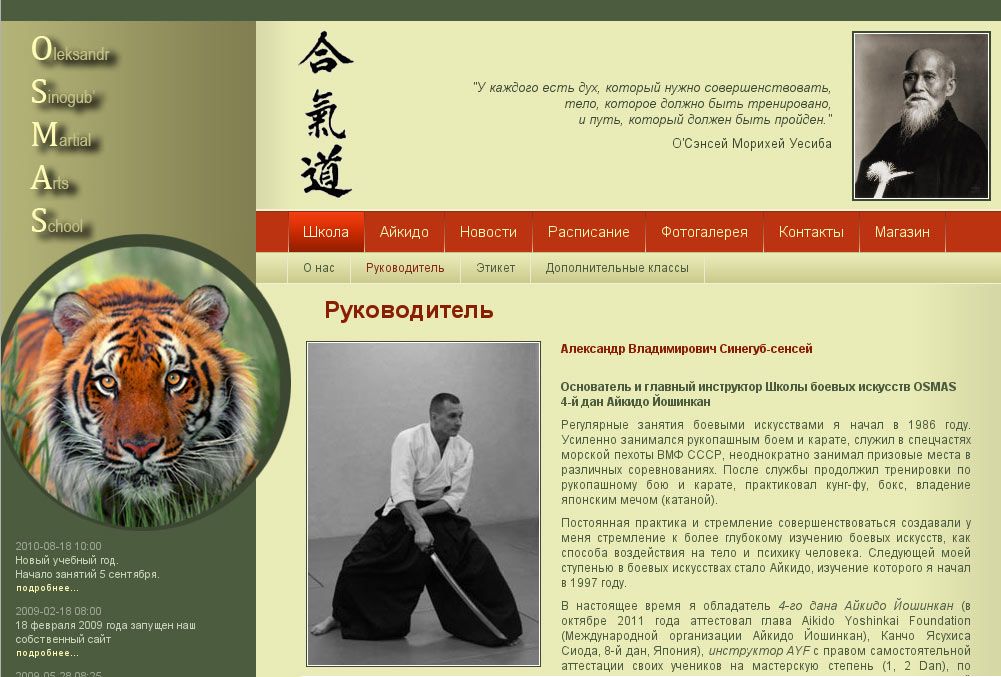 Oleksandr
Sinogub'
Martial
Arts
School
合
氣
道
"У каждого есть дух, который нужно совершенствовать,
тело, которое должно быть тренировано,
и путь, который должен быть пройден."
О'Сэнсей Морихей Уесиба
Школа Айкидо Новости Расписание Фотогалерея Контакты Магазин
О нас Руководитель Этикет Дополнительные классы
Руководитель
Александр Владимирович Синегуб-сенсей
Основатель и главный инструктор Школы боевых искусств OSMAS
4-й дан Айкидо Йошинкан
Регулярные занятия боевыми искусствами я начал в 1986 году.
Усиленно занимался рукопашным боем и карате, служил в спецчастях
морской пехоты ВМФ СССР, неоднократно занимал призовые места в
различных соревнованиях. После службы продолжил тренировки по
рукопашному бою и карате, практиковал кунг-фу, бокс, владение
японским мечом (катаной).
Постоянная практика и стремление совершенствоваться создавали у
меня стремление к более глубокому изучению боевых искусств, как
способа воздействия на тело и психику человека. Следующей моей
ступенью в боевых искусствах стало Айкидо, изучение которого я начал
в 1997 году.
В настоящее время я обладатель 4-го дана Айкидо Йошинкан (в
октябре 2011 года аттестовал глава Aikido Yoshinkai Foundation
(Международной организации Айкидо Йошинкан), Канчо Ясухиса
Сиода, 8-й дан, Япония), инструктор AYF с правом самостоятельной
аттестации своих учеников на мастерскую степень (1, 2 Dan), по
2010-08-18 10:00
Новый учебный год.
Начало занятий 5 сентября.
подробнее...
2009-02-18 08:00
18 февраля 2009 года запущен наш
собственный сайт
подробнее...
2009-05-28 08:25